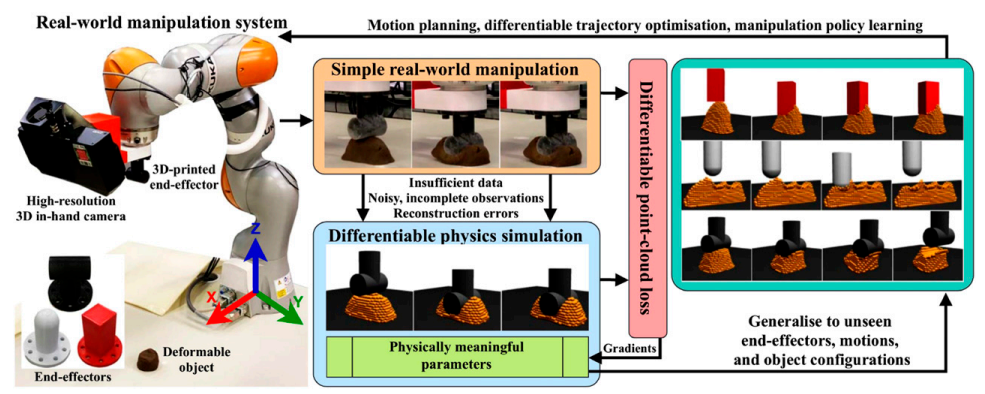 Real-world manipulation system
Motion planning, differentiable trajectory optimisation, manipulation policy learning
KUKA
3D-printed
end-effector
High-resolution
3D in-hand camera
Z
X
Y
End-effectors
Deformable
object
Simple real-world manipulation
Insufficient data
Noisy, incomplete observations
Reconstruction errors
Differentiable physics simulation
Physically meaningful
parameters
Differentiable point-cloud loss
Gradients
Generalise to unseen
end-effectors, motions,
and object configurations